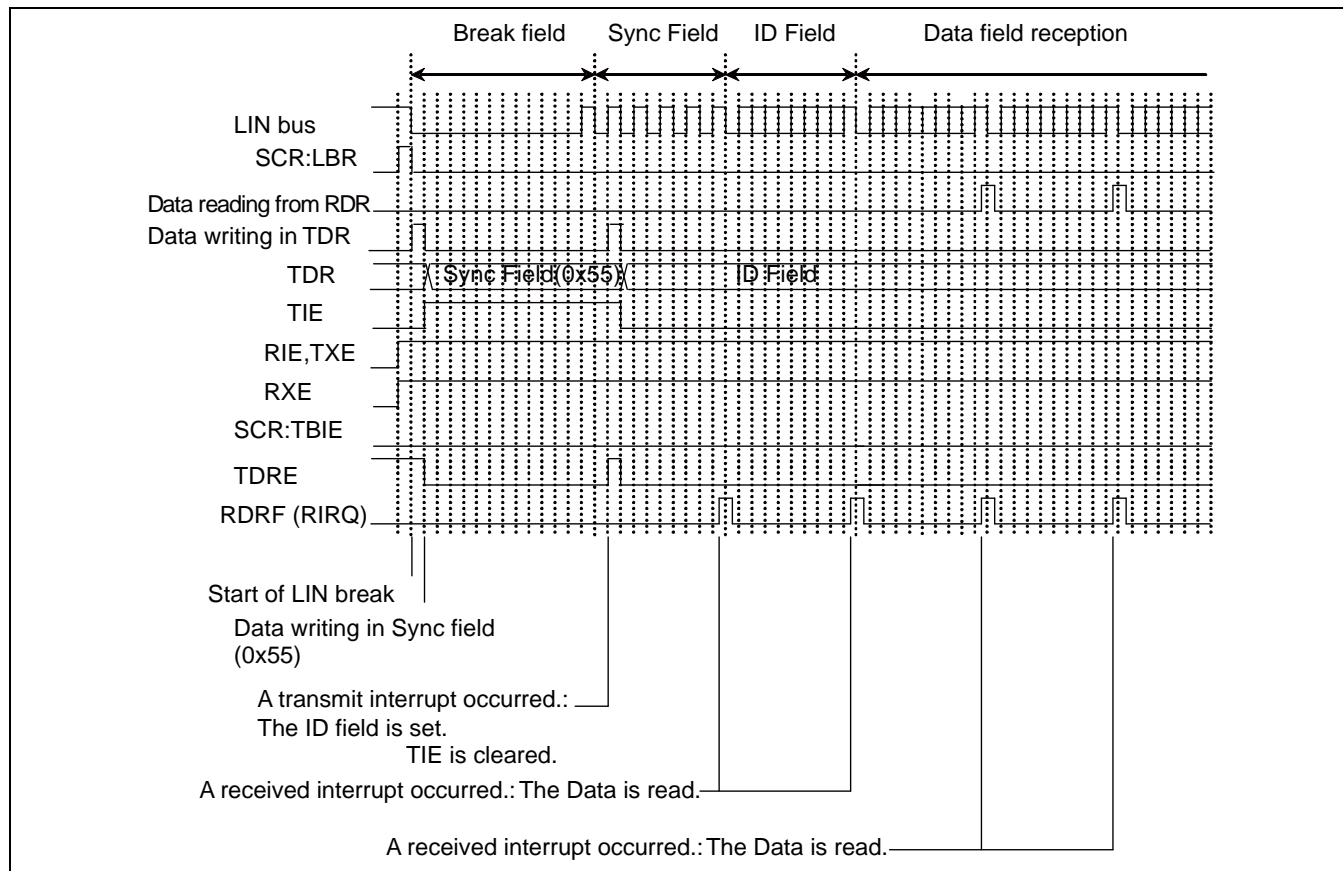 Break field Sync Field ID Field Data field reception
LIN bus
SCR:LBR
Data reading from RDR
Data writing in TDR
TDR Sync Field(0x55) ID Field
TIE
RIE,TXE
RXE
SCR:TBIE
TDRE
RDRF (RIRQ)
Start of LIN break
Data writing in Sync field
(0x55)
A transmit interrupt occurred.:
The ID field is set.
TIE is cleared.
A received interrupt occurred.: The Data is read.
A received interrupt occurred.: The Data is read.